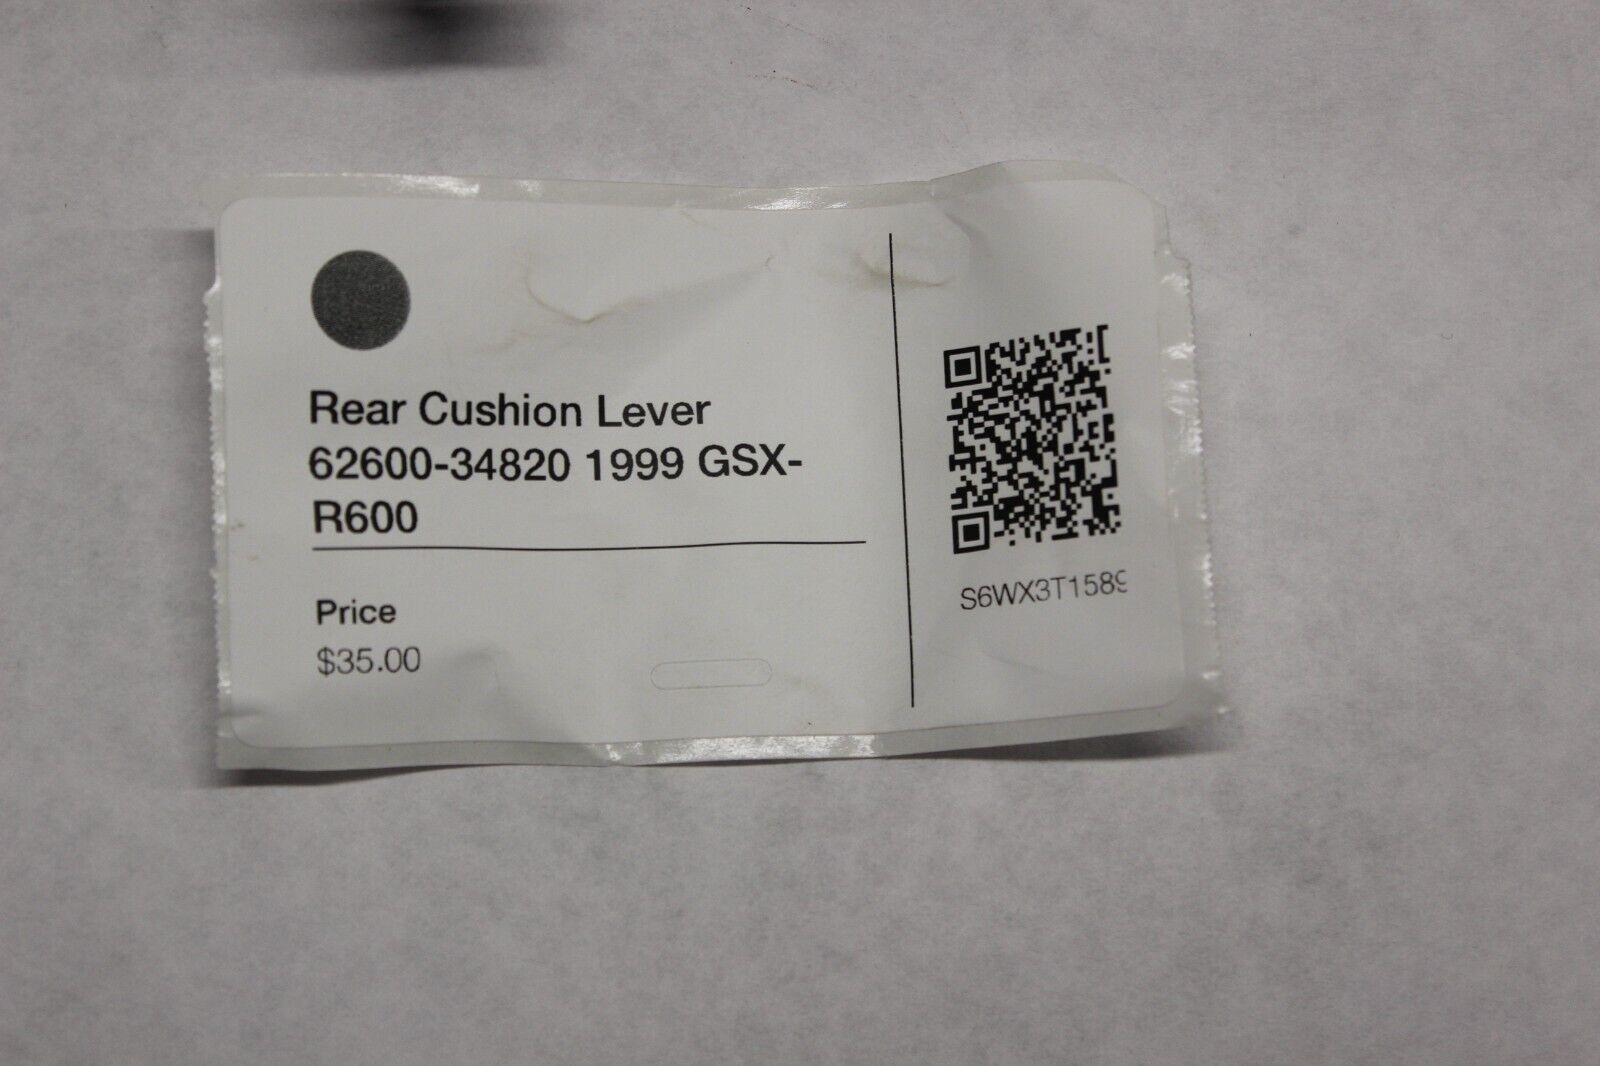 Rear Cushion Lever
62600-34820 1999 GSX-
R600
Price
$35.00
S6WX3T1589